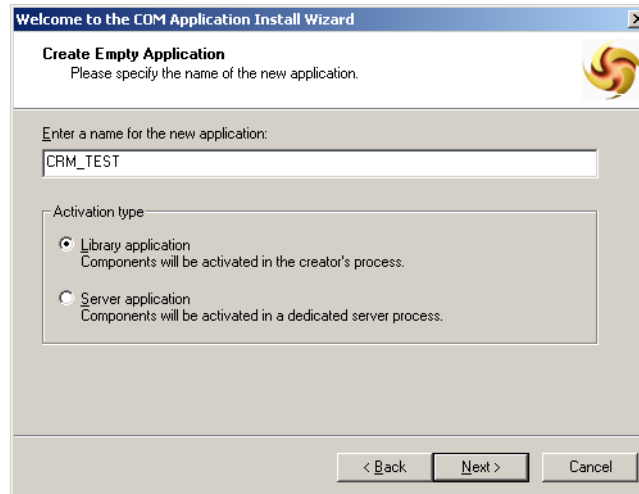 Welcome to the COM Application Install Wizard
Create Empty Application
Please specify the name of the new application.
Enter a name for the new application:
CRM_TEST
Activation type
Library application
Components will be activated in the creator's process.
Server application
Components will be activated in a dedicated server process.
< Back Next > Cancel